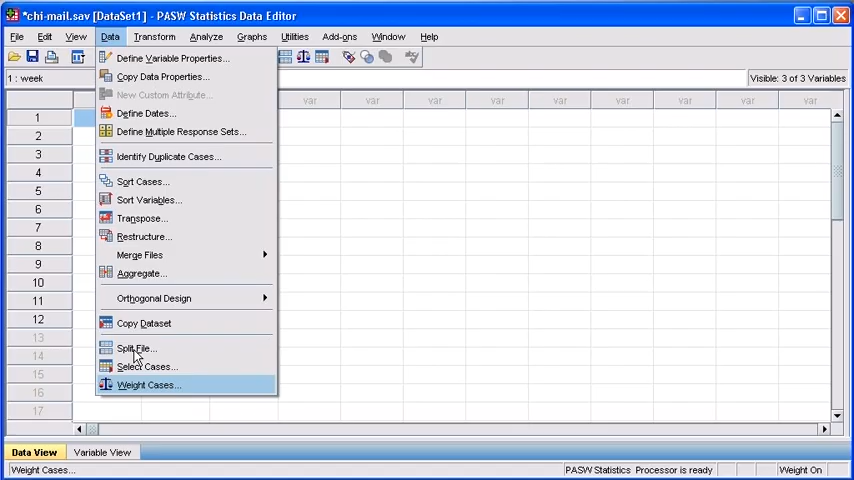 *chi-mail.sav [DataSet1] - PASW Statistics Data Editor
File Edit View Data Transform Analyze Graphs Utilities Add-ons Window Help
1 : week
Visible: 3 of 3 Variables
Define Variable Properties...
Copy Data Properties...
New Custom Attribute...
Define Dates...
Define Multiple Response Sets...
Identify Duplicate Cases...
Sort Cases...
Sort Variables...
Transpose...
Restructure...
Merge Files
Aggregate...
Orthogonal Design
Copy Dataset
Split File...
Select Cases...
Weight Cases...
var var var var var var var var
1
2
3
4
5
6
7
8
9
10
11
12
13
14
15
16
17
Data View Variable View
Weight Cases...
PASW Statistics Processor is ready
Weight On